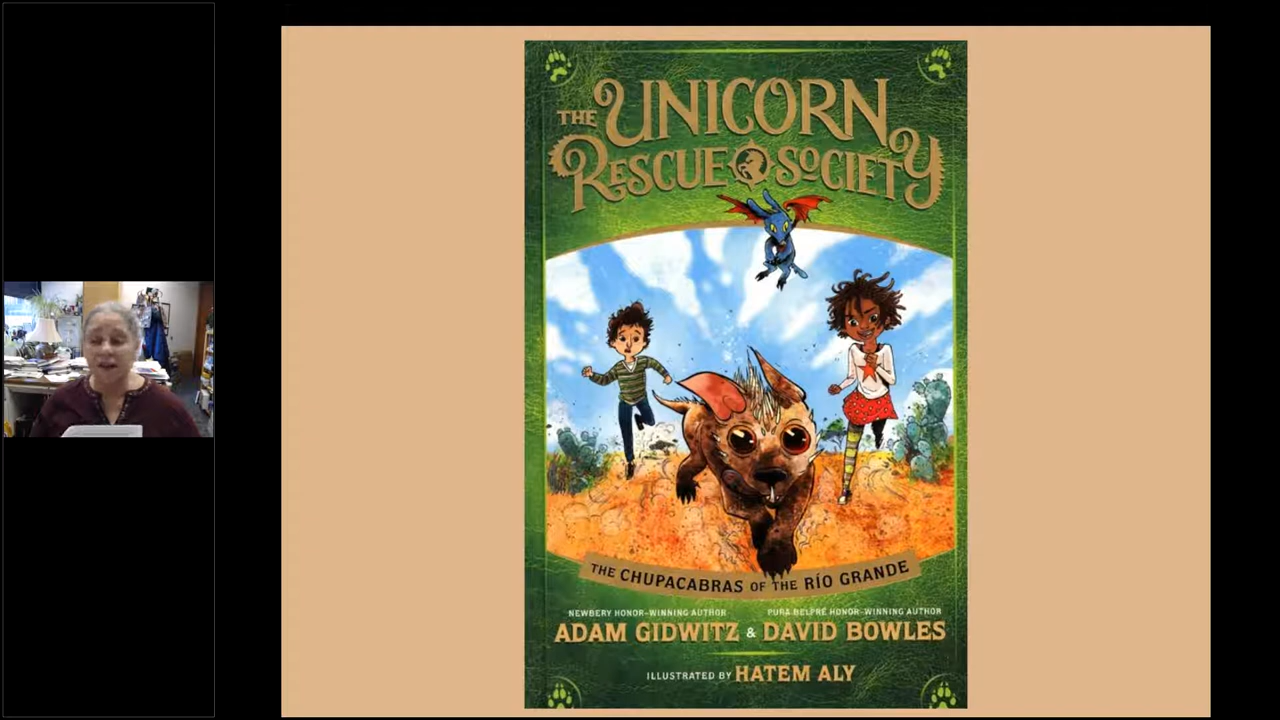 THE UNICORN
RESCUE SOCIETY
THE CHUPACABRAS OF THE RÍO GRANDE
NEWBERY HONOR–WINNING AUTHOR PURA BELPRÉ HONOR–WINNING AUTHOR
ADAM GIDWITZ & DAVID BOWLES
ILLUSTRATED BY HATEM ALY